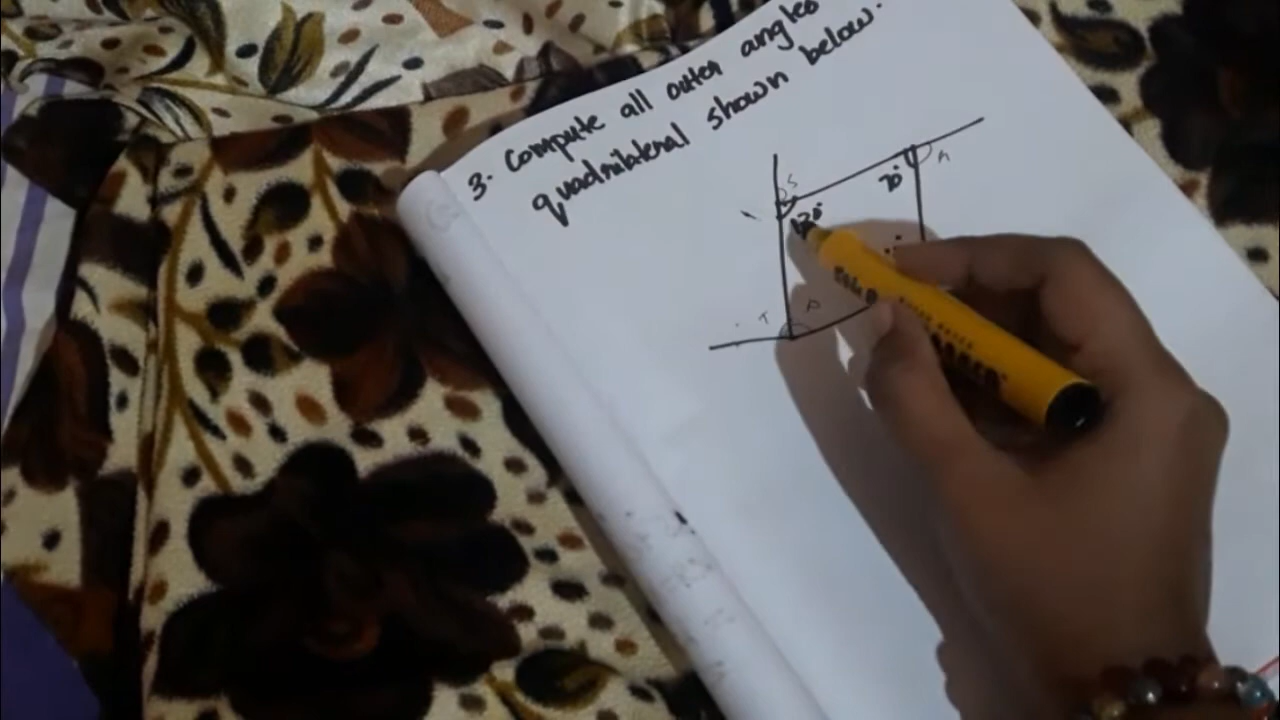 3. Compute all outer angles
quadrilateral shown below.
S
70°
120°
T